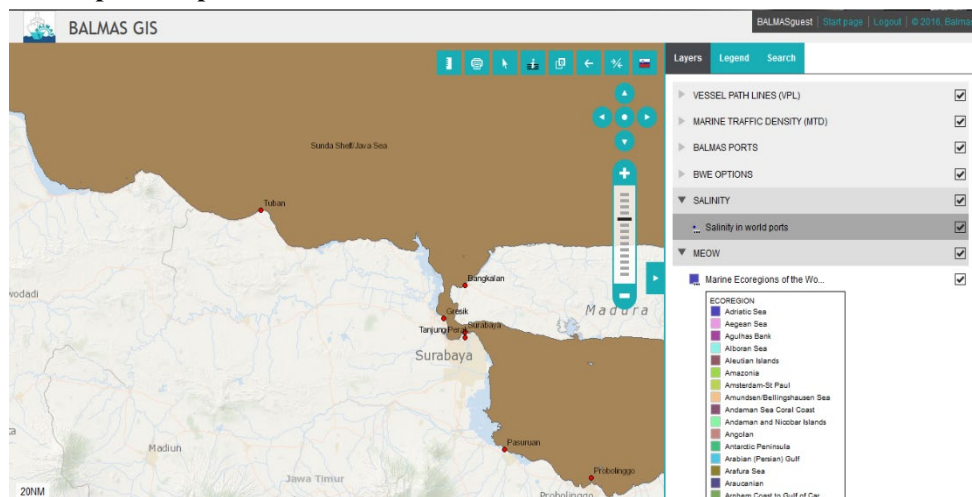 BALMAS GIS
BALMASguest | Start page | Logout | © 2016, Balmas
Layers Legend Search
VESSEL PATH LINES (VPL)
MARINE TRAFFIC DENSITY (MTD)
BALMAS PORTS
BWE OPTIONS
SALINITY
Salinity in world ports
MEOW
Marine Ecoregions of the Wo...
ECOREGION
Adriatic Sea
Aegean Sea
Agulhas Bank
Alboran Sea
Aleutian Islands
Amazonia
Amsterdam-St Paul
Amundsen/Bellingshausen Sea
Andaman Sea Coral Coast
Andaman and Nicobar Islands
Angolan
Antarctic Peninsula
Arabian (Persian) Gulf
Arafura Sea
Araucanian
Arnhem Coast to Gulf of Car
Sunda Shelf/Java Sea
Tuban
Bangkalan
wodadi
Gresik
Madura
Tanjung Perak
Surabaya
Surabaya
Madiun
Pasuruan
Jawa Timur
Probolinggo
Probolinggo
20NM